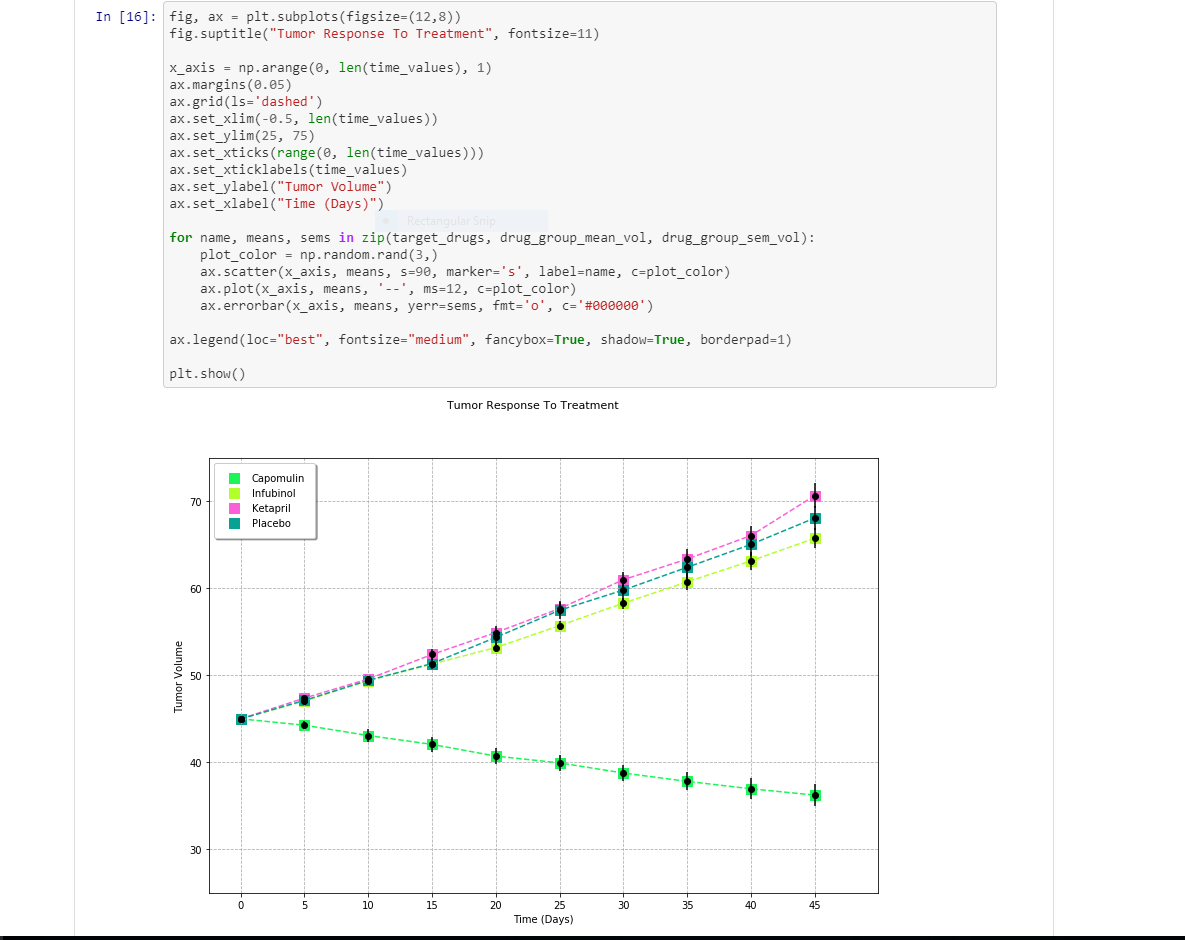 In [16]:
fig, ax = plt.subplots(figsize=(12,8))
fig.suptitle("Tumor Response To Treatment", fontsize=11)
x_axis = np.arange(0, len(time_values), 1)
ax.margins(0.05)
ax.grid(ls='dashed')
ax.set_xlim(-0.5, len(time_values))
ax.set_ylim(25, 75)
ax.set_xticks(range(0, len(time_values)))
ax.set_xticklabels(time_values)
ax.set_ylabel("Tumor Volume")
ax.set_xlabel("Time (Days)")
Rectangular Snip
for name, means, sems in zip(target_drugs, drug_group_mean_vol, drug_group_sem_vol):
    plot_color = np.random.rand(3,)
    ax.scatter(x_axis, means, s=90, marker='s', label=name, c=plot_color)
    ax.plot(x_axis, means, '--', ms=12, c=plot_color)
    ax.errorbar(x_axis, means, yerr=sems, fmt='o', c='#000000')
ax.legend(loc="best", fontsize="medium", fancybox=True, shadow=True, borderpad=1)
plt.show()
Tumor Response To Treatment
Capomulin
Infubinol
Ketapril
Placebo
70
60
50
40
30
Tumor Volume
0 5 10 15 20 25 30 35 40 45
Time (Days)